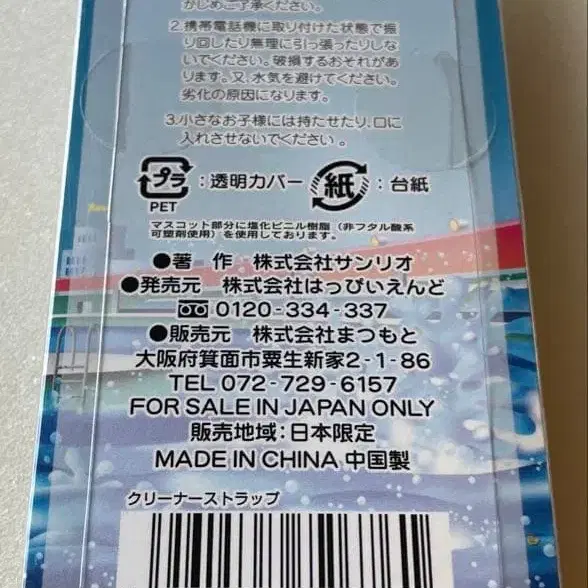 かじめご了承ください。
2.携帯電話機に取り付けた状態で振
り回したり無理に引っ張ったりしな
いでください。破損するおそれがあ
ります。又、水気を避けてください。
劣化の原因になります。
3.小さなお子様には持たせたり、口に
入れさせないでください。
プラ PET :透明カバー 紙 :台紙
マスコット部分に塩化ビニル樹脂(非フタル酸系
可塑剤使用)を使用しております。
●著 作 株式会社サンリオ
●発売元 株式会社はっぴいえんど
0120-334-337
●販売元 株式会社まつもと
大阪府箕面市粟生新家2-1-86
TEL 072-729-6157
FOR SALE IN JAPAN ONLY
販売地域:日本限定
MADE IN CHINA 中国製
クリーナーストラップ